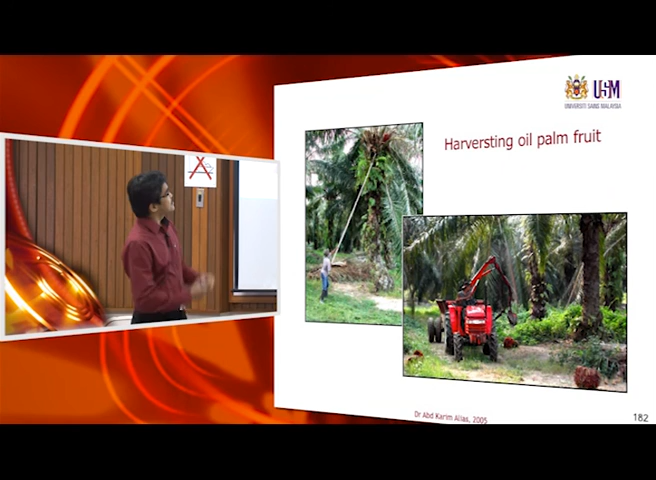 USM
UNIVERSITI SAINS MALAYSIA
Harversting oil palm fruit
Dr Abd Karim Alias, 2005
182